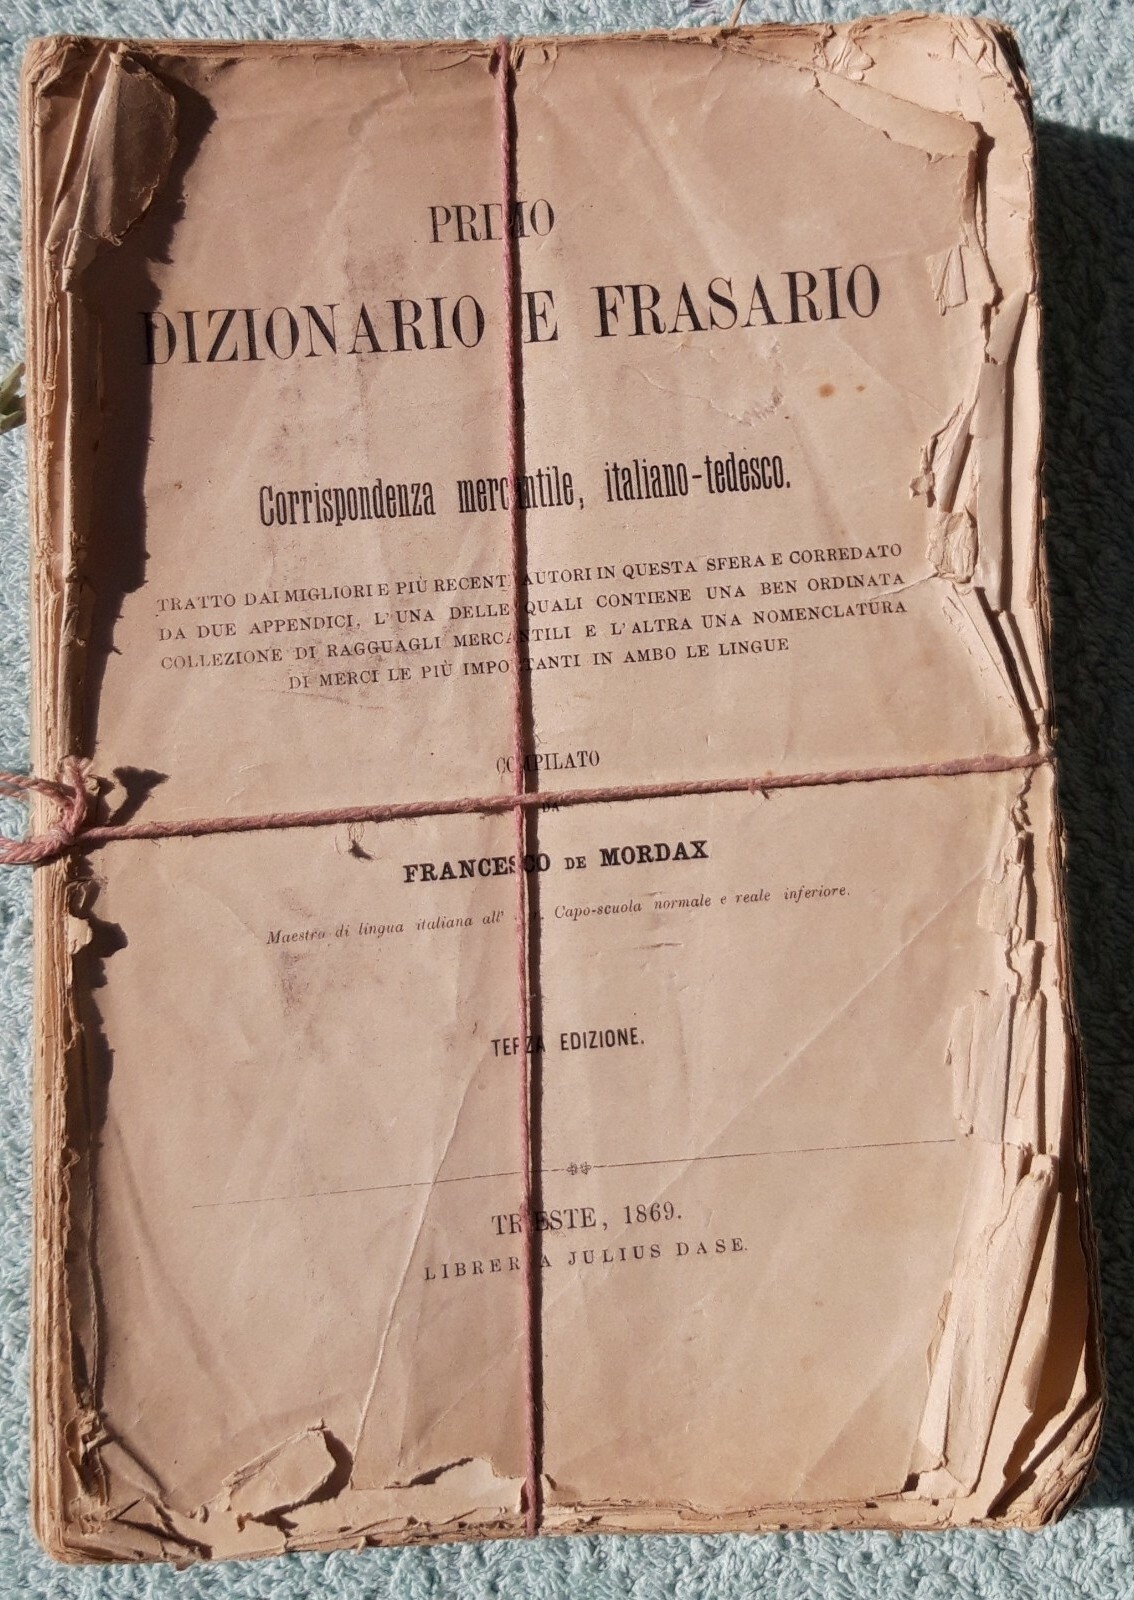 PRIMO
DIZIONARIO E FRASARIO
Corrispondenza mercantile, italiano-tedesco.
TRATTO DAI MIGLIORI E PIÙ RECENTI AUTORI IN QUESTA SFERA E CORREDATO
DA DUE APPENDICI, L'UNA DELLE QUALI CONTIENE UNA BEN ORDINATA
COLLEZIONE DI RAGGUAGLI MERCANTILI E L'ALTRA UNA NOMENCLATURA
DI MERCI LE PIÙ IMPORTANTI IN AMBO LE LINGUE
COMPILATO
DA
FRANCESCO DE MORDAX
Maestro di lingua italiana all' Capo-scuola normale e reale inferiore.
TERZA EDIZIONE.
TRIESTE, 1869.
LIBRERIA JULIUS DASE.